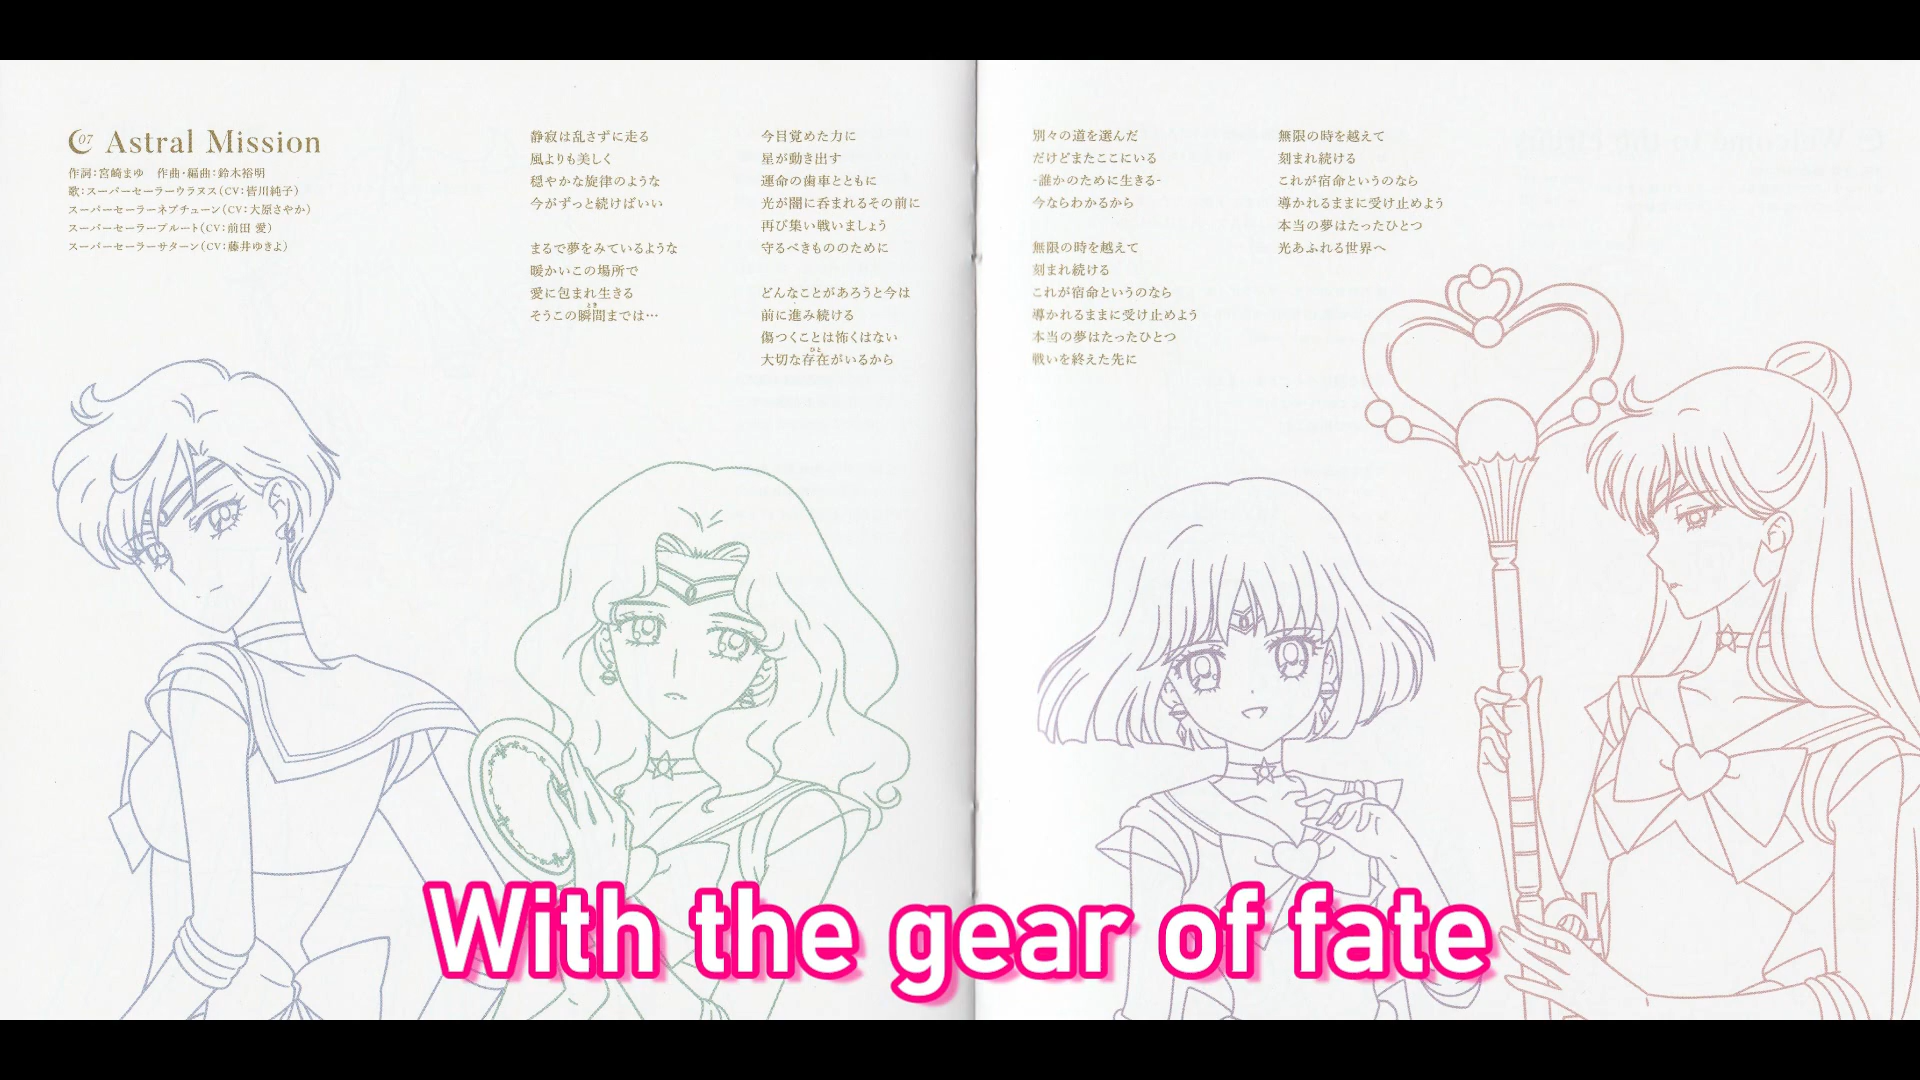 07 Astral Mission
作詞：宮崎まゆ　作曲・編曲：鈴木裕明
歌：スーパーセーラーウラヌス（CV：皆川純子）
スーパーセーラーネプチューン（CV：大原さやか）
スーパーセーラープルート（CV：前田 愛）
スーパーセーラーサターン（CV：藤井ゆきよ）
静寂は乱さずに走る
風よりも美しく
穏やかな旋律のような
今がずっと続けばいい
まるで夢をみているような
暖かいこの場所で
愛に包まれ生きる
とき
そうこの瞬間までは…
今目覚めた力に
星が動き出す
運命の歯車とともに
光が闇に呑まれるその前に
再び集い戦いましょう
守るべきもののために
どんなことがあろうと今は
前に進み続ける
傷つくことは怖くはない
ひと
大切な存在がいるから
別々の道を選んだ
だけどまたここにいる
-誰かのために生きる-
今ならわかるから
無限の時を越えて
刻まれ続ける
これが宿命というのなら
導かれるままに受け止めよう
本当の夢はたったひとつ
戦いを終えた先に
無限の時を越えて
刻まれ続ける
これが宿命というのなら
導かれるままに受け止めよう
本当の夢はたったひとつ
光あふれる世界へ
With the gear of fate